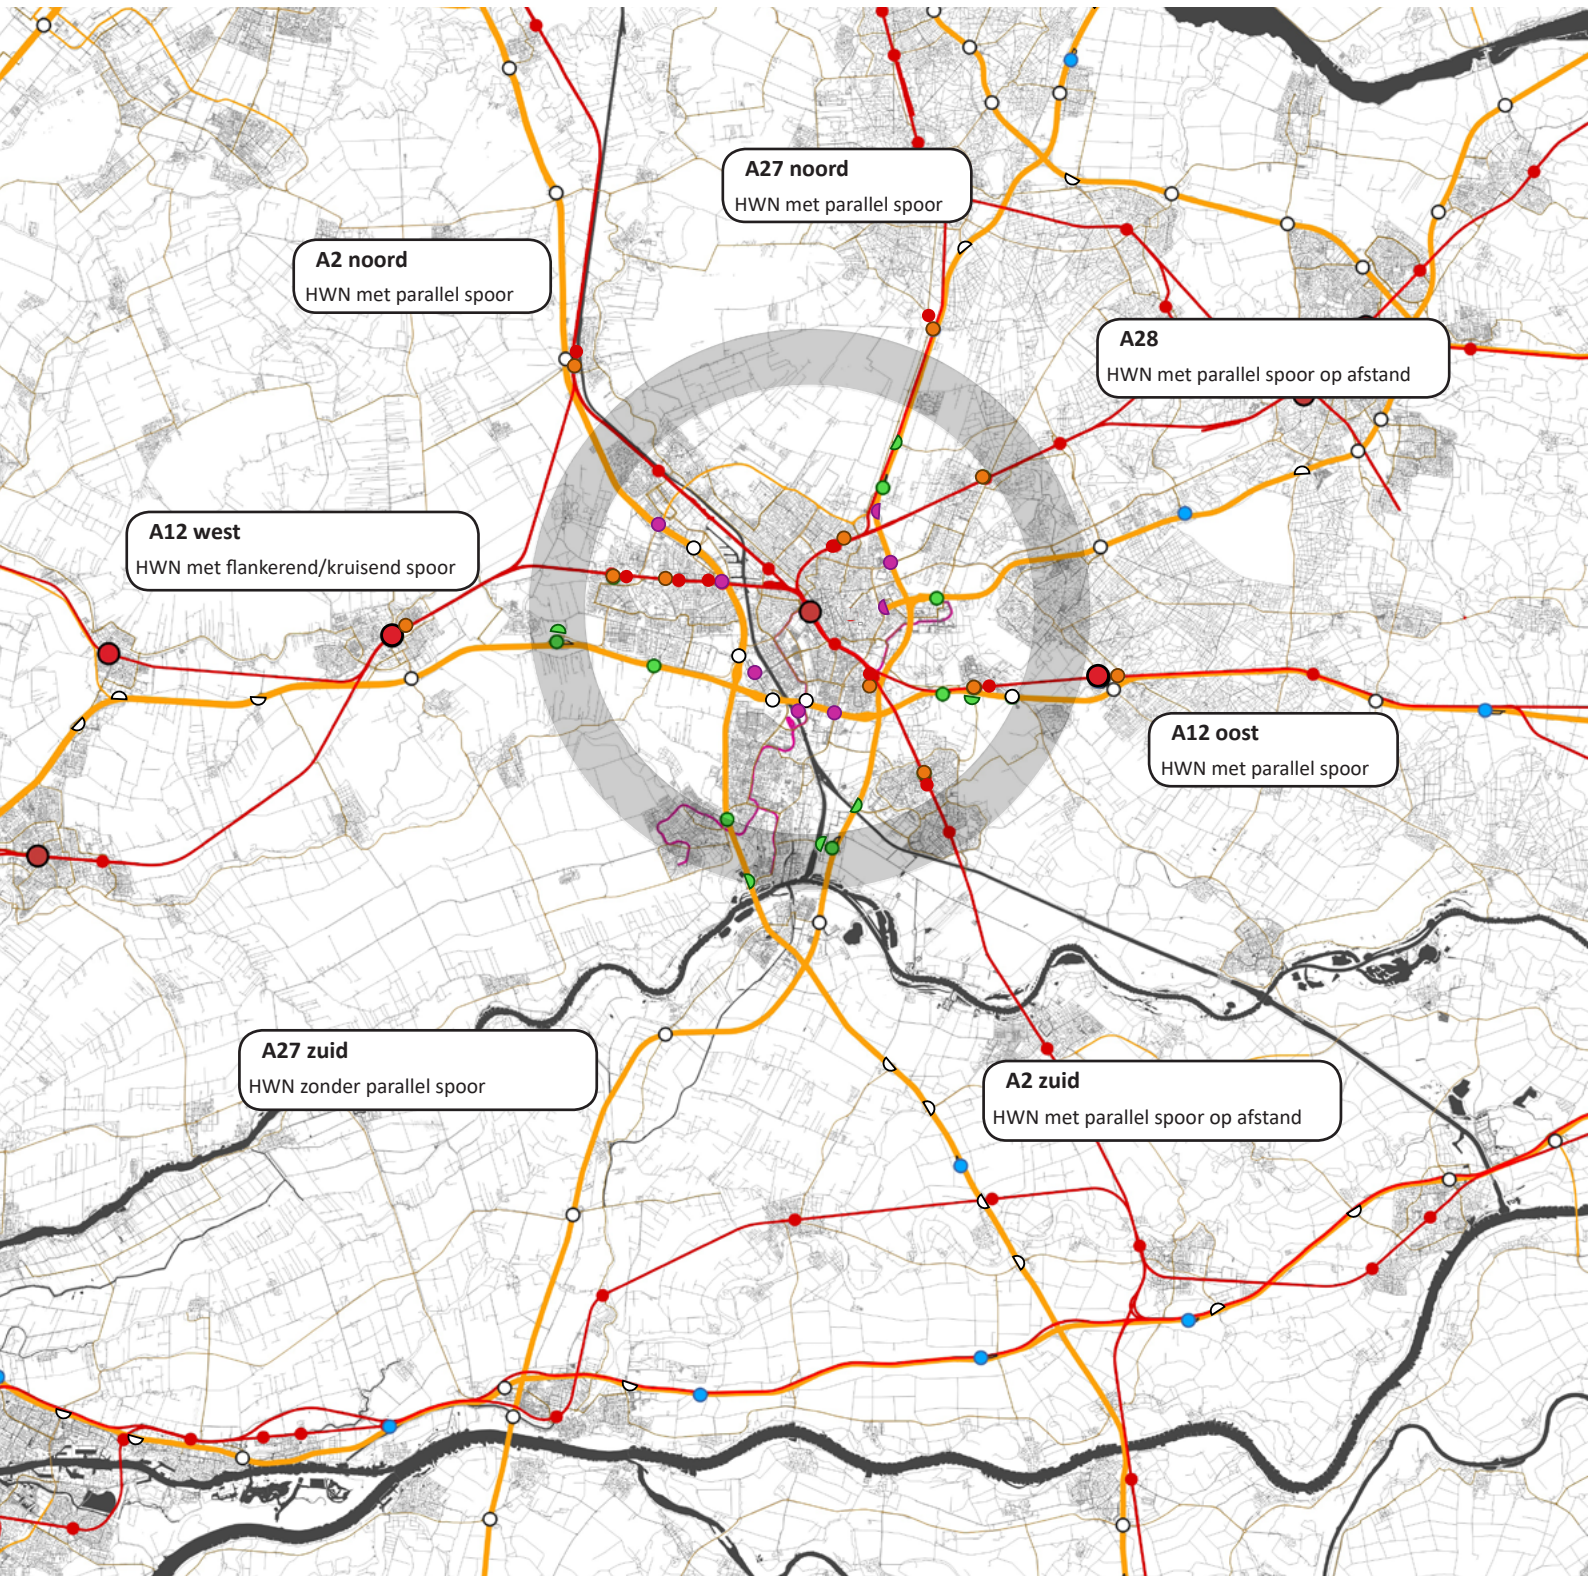 A27 noord
HWN met parallel spoor
A2 noord
HWN met parallel spoor
A28
HWN met parallel spoor op afstand
A12 west
HWN met flankerend/kruisend spoor
A12 oost
HWN met parallel spoor
A27 zuid
HWN zonder parallel spoor
A2 zuid
HWN met parallel spoor op afstand